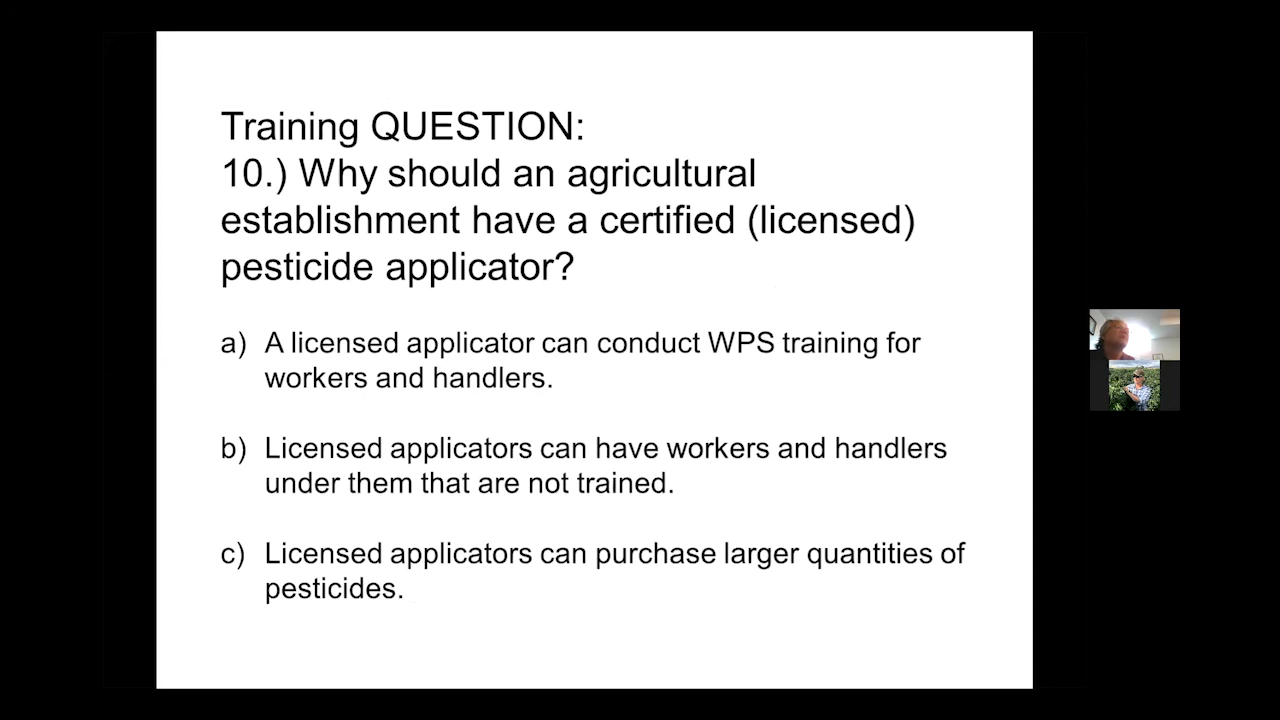 Training QUESTION:
10.) Why should an agricultural
establishment have a certified (licensed)
pesticide applicator?
a) A licensed applicator can conduct WPS training for
workers and handlers.
b) Licensed applicators can have workers and handlers
under them that are not trained.
c) Licensed applicators can purchase larger quantities of
pesticides.